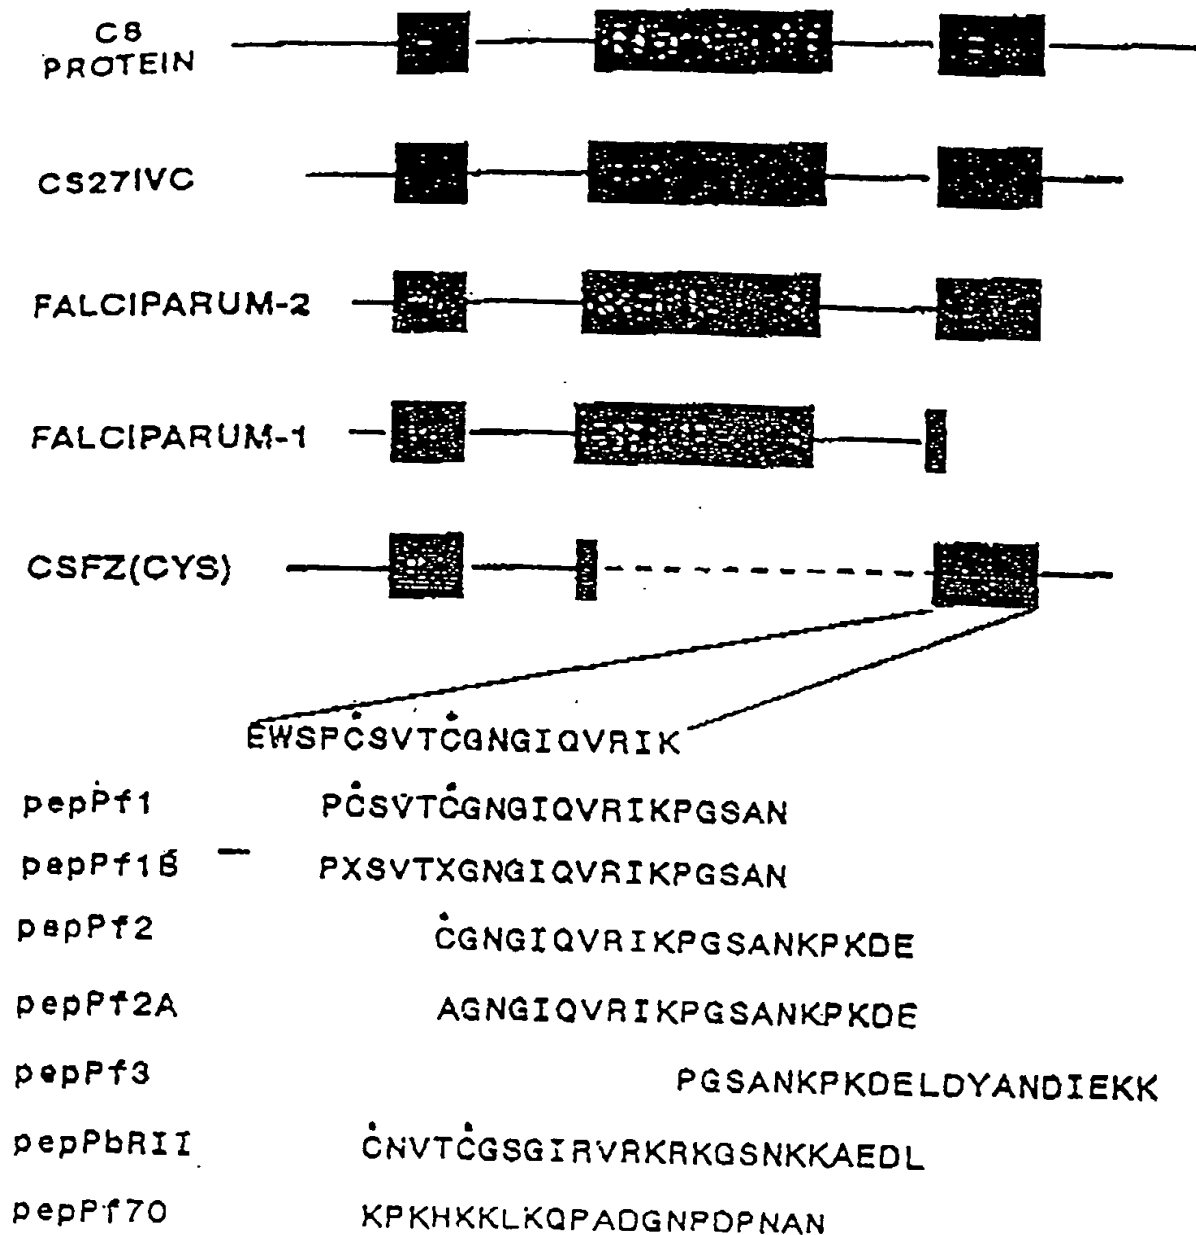 CS
PROTEIN
CS27IVC
FALCIPARUM-2
FALCIPARUM-1
CSFZ(CYS)
EWSPCSVTCGNGIQVRIK
pepPf1 PCSVTCGNGIQVRIKPGSAN
pepPf1B PXSVTXGNGIQVRIKPGSAN
pepPf2 CGNGIQVRIKPGSANKPKDE
pepPf2A AGNGIQVRIKPGSANKPKDE
pepPf3 PGSANKPKDELDYANDIEKK
pepPbRII CNVTCGSGIRVRKRKGSNKKAEDL
pepPf70 KPKHKKLKQPADGNPDPNAN